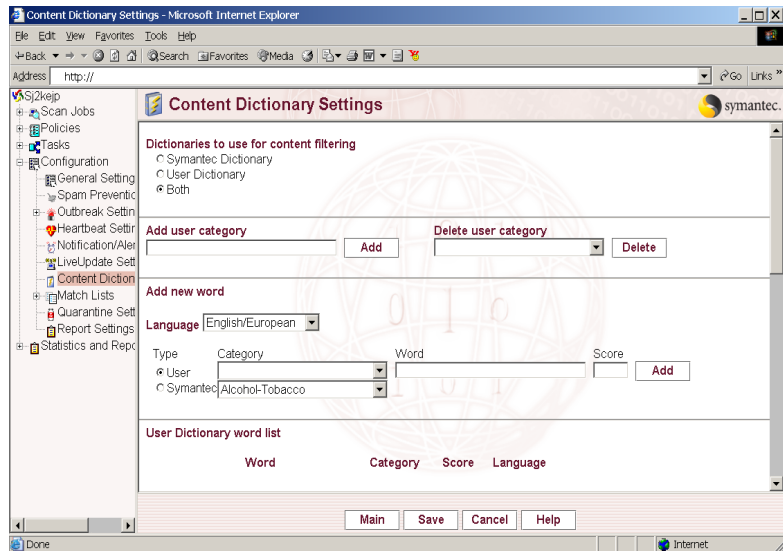 Content Dictionary Settings - Microsoft Internet Explorer
File Edit View Favorites Tools Help
Back Search Favorites Media
Address http:// Go Links »
Sj2kejp
Scan Jobs
Policies
Tasks
Configuration
General Setting
Spam Preventic
Outbreak Settin
Heartbeat Settir
Notification/Aler
LiveUpdate Sett
Content Diction
Match Lists
Quarantine Sett
Report Settings
Statistics and Repo
Content Dictionary Settings
symantec.
Dictionaries to use for content filtering
Symantec Dictionary
User Dictionary
Both
Add user category Delete user category
Add Delete
Add new word
Language English/European
Type Category Word Score
User Add
Symantec Alcohol-Tobacco
User Dictionary word list
Word Category Score Language
Main Save Cancel Help
Done Internet